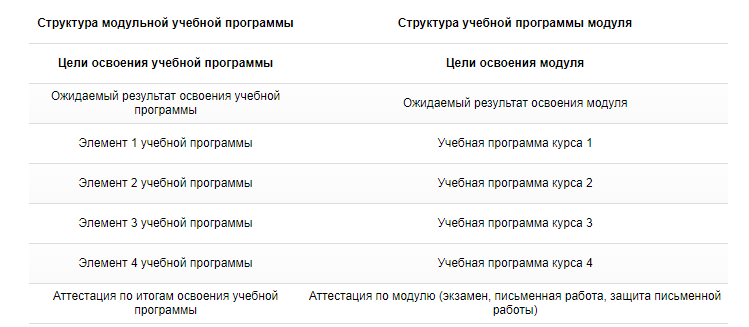 Структура модульной учебной программы
Структура учебной программы модуля
Цели освоения учебной программы
Цели освоения модуля
Ожидаемый результат освоения учебной
программы
Ожидаемый результат освоения модуля
Элемент 1 учебной программы
Учебная программа курса 1
Элемент 2 учебной программы
Учебная программа курса 2
Элемент 3 учебной программы
Учебная программа курса 3
Элемент 4 учебной программы
Учебная программа курса 4
Аттестация по итогам освоения учебной
программы
Аттестация по модулю (экзамен, письменная работа, защита письменной
работы)